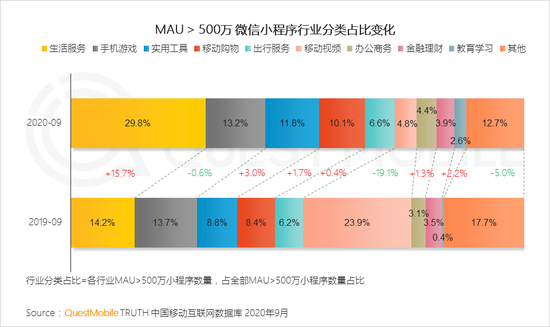 MAU > 500万 微信小程序行业分类占比变化
生活服务 手机游戏 实用工具 移动购物 出行服务 移动视频 办公商务 金融理财 教育学习 其他
2020-09 29.8% 13.2% 11.8% 10.1% 6.6% 4.8% 4.4% 3.9% 2.6% 12.7%
+15.7% -0.6% +3.0% +1.7% +0.4% -19.1% +1.3% +2.2% -5.0%
2019-09 14.2% 13.7% 8.8% 8.4% 6.2% 23.9% 3.1% 3.5% 0.4% 17.7%
行业分类占比=各行业MAU>500万小程序数量，占全部MAU>500万小程序数量占比
Source：QuestMobile TRUTH 中国移动互联网数据库 2020年9月